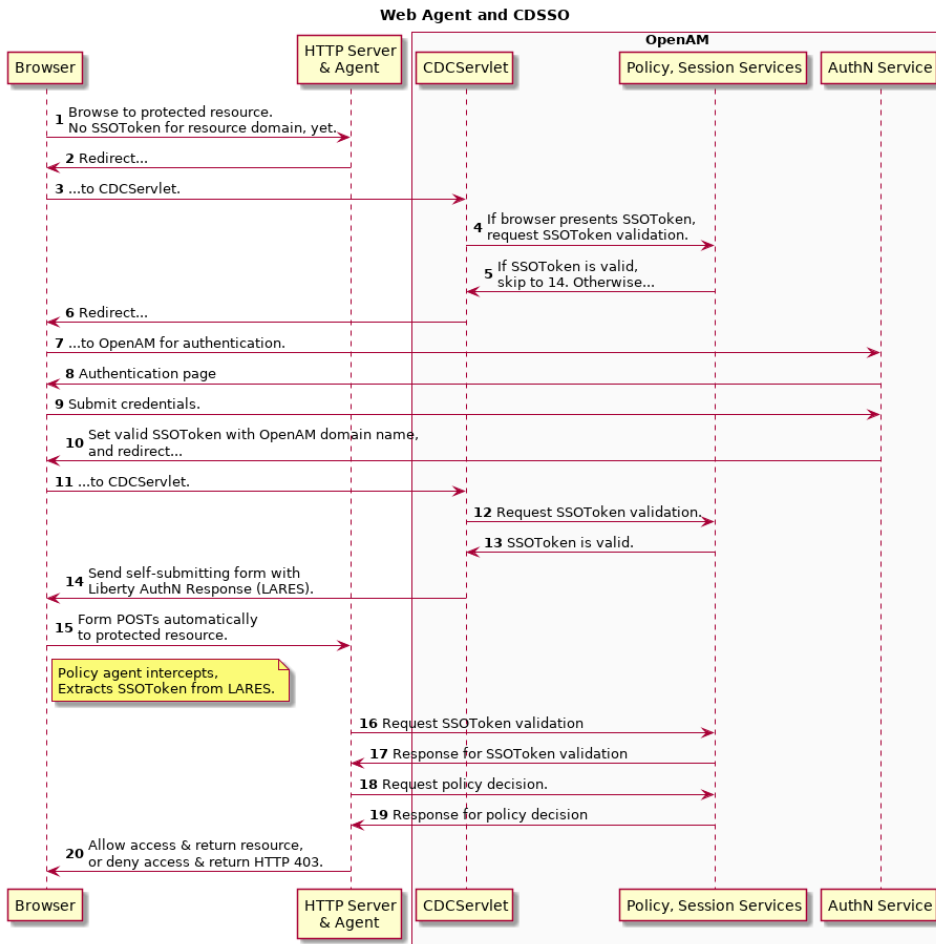 Web Agent and CDSSO
OpenAM
Browser
HTTP Server
& Agent
CDCServlet
Policy, Session Services
AuthN Service
1 Browse to protected resource.
No SSOToken for resource domain, yet.
2 Redirect...
3 ...to CDCServlet.
4 If browser presents SSOToken,
request SSOToken validation.
5 If SSOToken is valid,
skip to 14. Otherwise...
6 Redirect...
7 ...to OpenAM for authentication.
8 Authentication page
9 Submit credentials.
10 Set valid SSOToken with OpenAM domain name,
and redirect...
11 ...to CDCServlet.
12 Request SSOToken validation.
13 SSOToken is valid.
14 Send self-submitting form with
Liberty AuthN Response (LARES).
15 Form POSTs automatically
to protected resource.
Policy agent intercepts,
Extracts SSOToken from LARES.
16 Request SSOToken validation
17 Response for SSOToken validation
18 Request policy decision.
19 Response for policy decision
20 Allow access & return resource,
or deny access & return HTTP 403.
Browser
HTTP Server
& Agent
CDCServlet
Policy, Session Services
AuthN Service